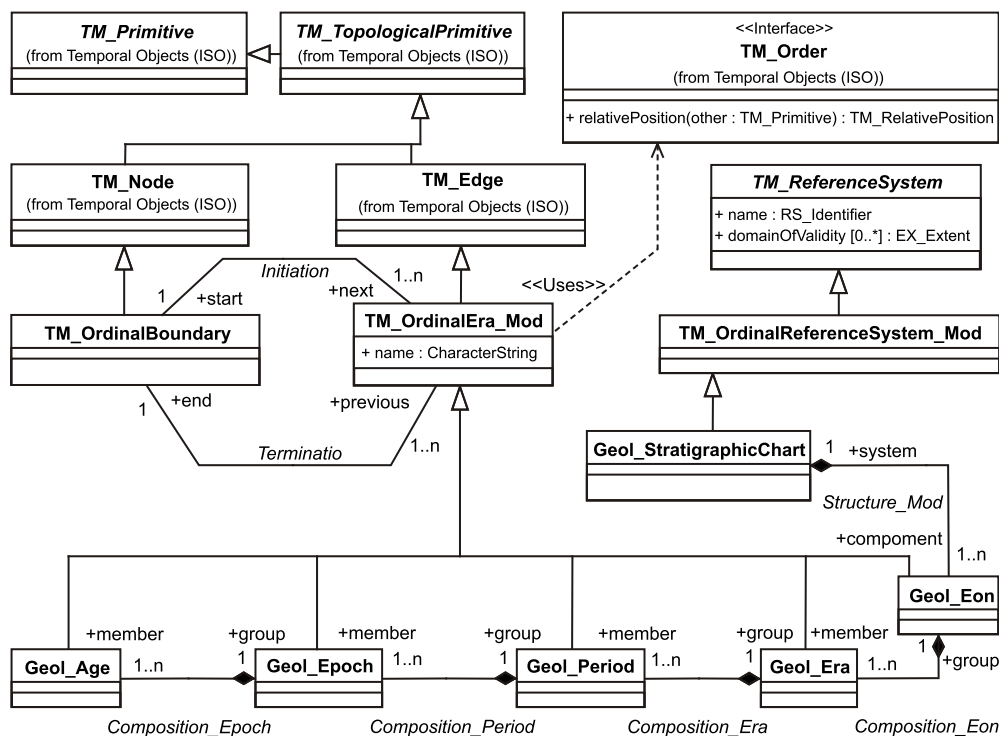 TM_Primitive
(from Temporal Objects (ISO))
TM_TopologicalPrimitive
(from Temporal Objects (ISO))
<<Interface>>
TM_Order
(from Temporal Objects (ISO))
+ relativePosition(other : TM_Primitive) : TM_RelativePosition
TM_Node
(from Temporal Objects (ISO))
TM_Edge
(from Temporal Objects (ISO))
TM_ReferenceSystem
+ name : RS_Identifier
+ domainOfValidity [0..*] : EX_Extent
Initiation
1..n
+next
1
+start
<<Uses>>
TM_OrdinalBoundary
TM_OrdinalEra_Mod
+ name : CharacterString
TM_OrdinalReferenceSystem_Mod
1
+end
+previous
1..n
Terminatio
Geol_StratigraphicChart
1
+system
Structure_Mod
+compoment
1..n
Geol_Eon
+member
+group
+member
+group
+member
+group
+member
1
+group
Geol_Age
1..n
1
Geol_Epoch
1..n
1
Geol_Period
1..n
1
Geol_Era
1..n
Composition_Epoch
Composition_Period
Composition_Era
Composition_Eon